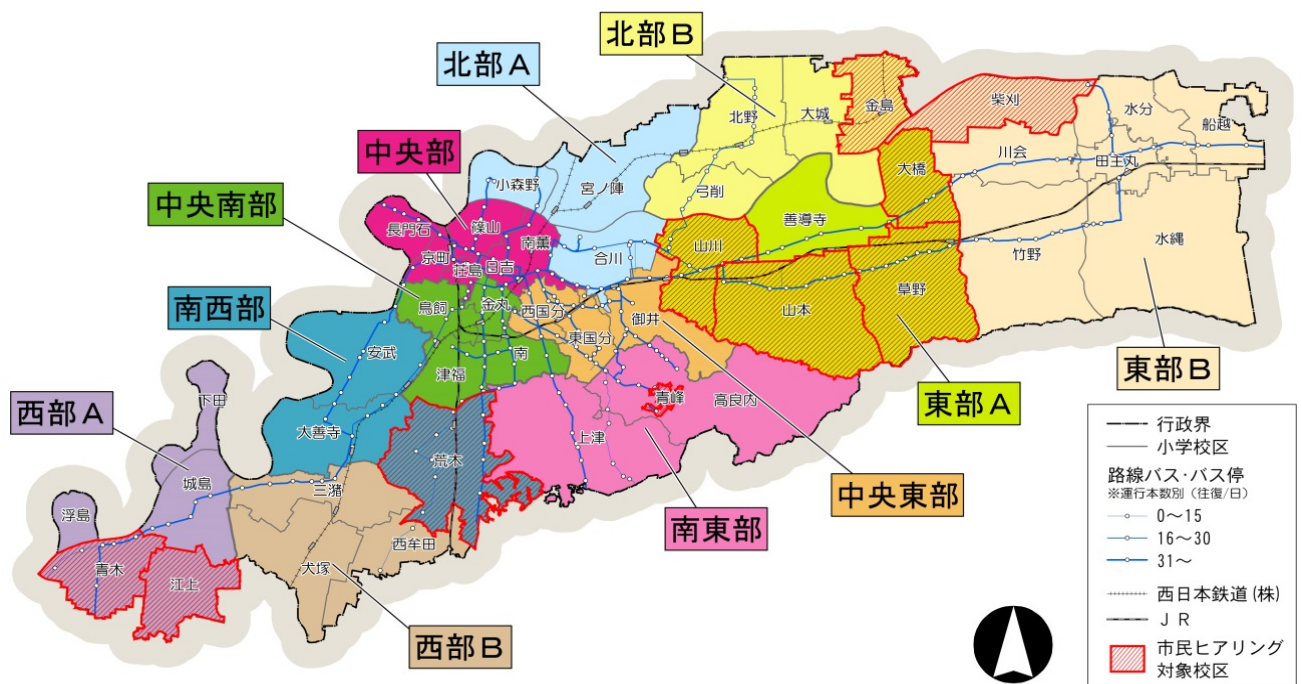 北部B
北部A
中央部
中央南部
南西部
西部A
西部B
南東部
中央東部
東部A
東部B
北野
大城
金島
柴刈
水分
船越
川会
田主丸
大橋
小森野
宮ノ陣
弓削
善導寺
水縄
長門石
篠山
南薫
山川
竹野
京町
荘島
日吉
合川
草野
鳥飼
金丸
西国分
御井
山本
東国分
安武
津福
南
下田
青峰
高良内
大善寺
上津
荒木
城島
三潴
浮島
西牟田
青木
江上
犬塚
行政界
小学校区
路線バス・バス停
※運行本数別（往復/日）
0～15
16～30
31～
西日本鉄道(株)
JR
市民ヒアリング
対象校区